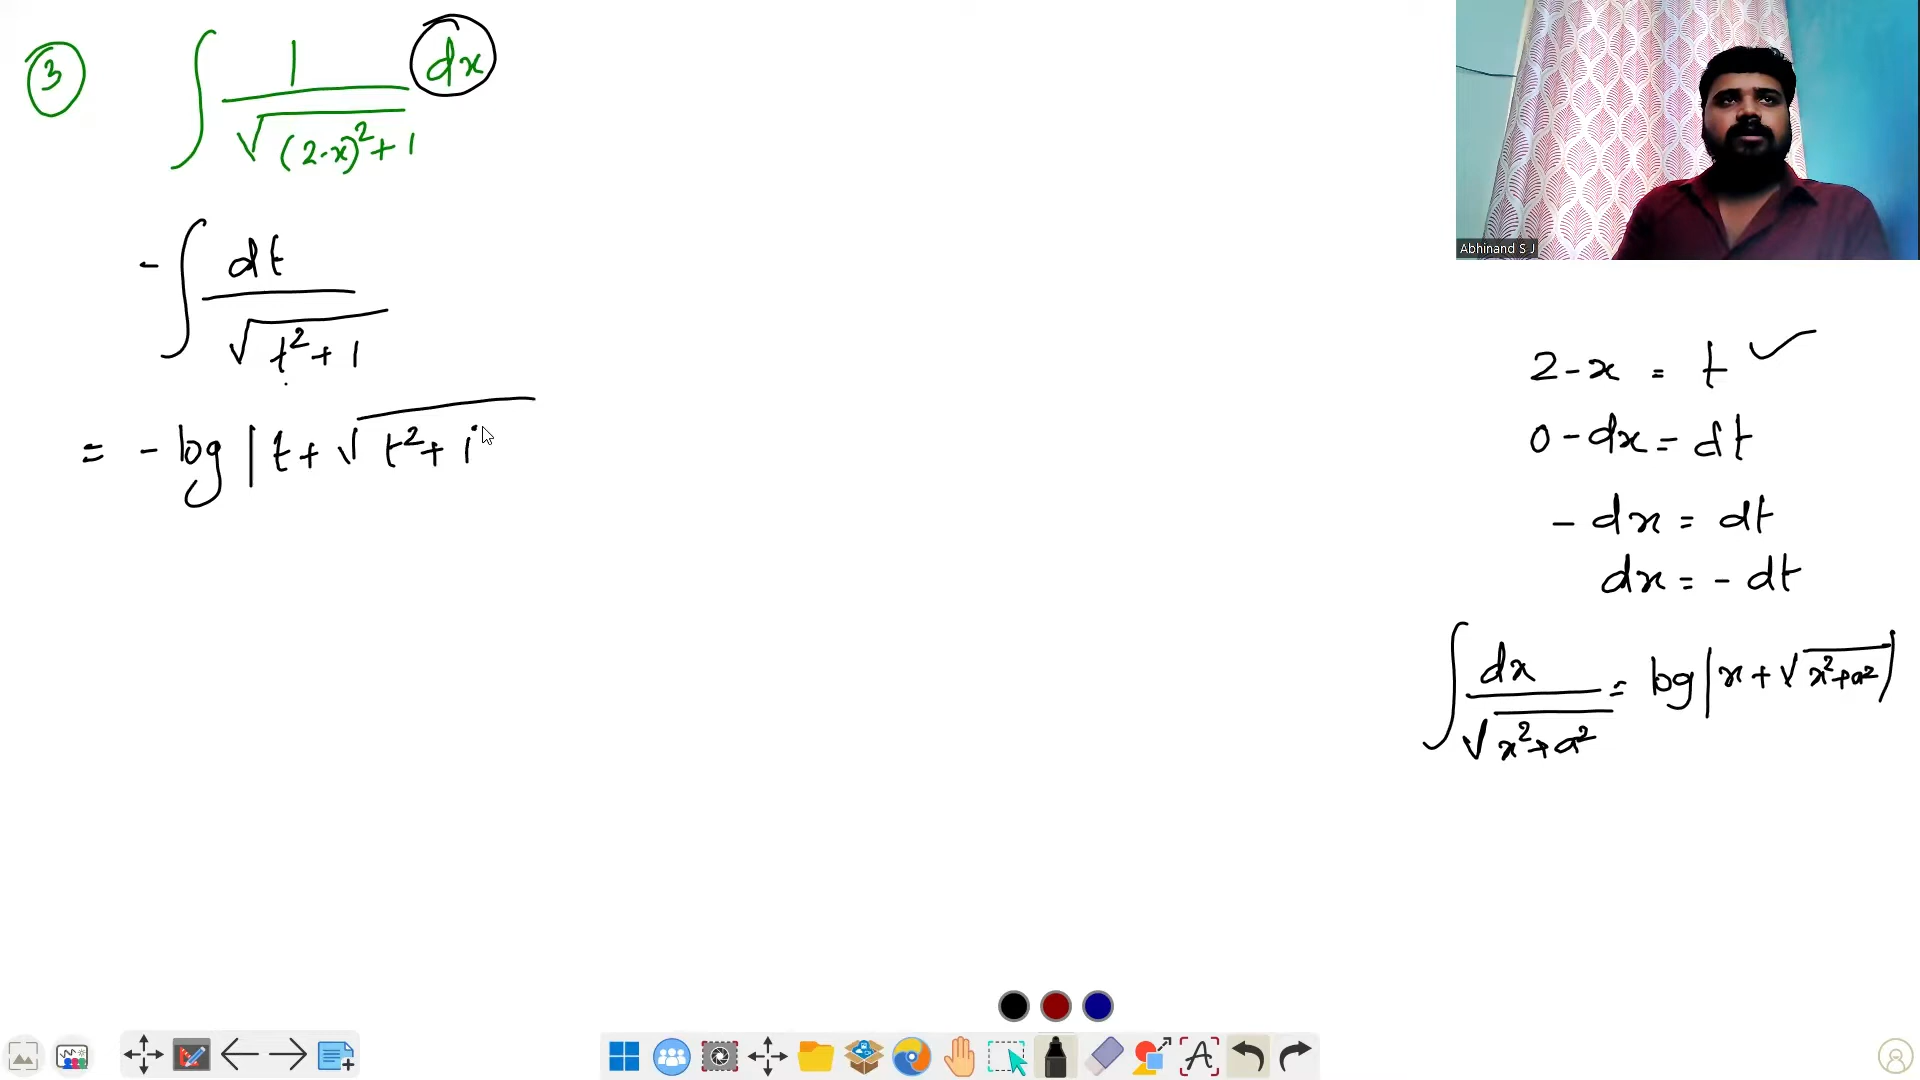 ③ ∫ 1/√((2-x)²+1) dx
- ∫ dt/√(t²+1)
= - log | t + √(t² + 1
2 - x = t ✓
0 - dx = dt
- dx = dt
dx = - dt
∫ dx/√(x²+a²) = log | x + √(x²+a²) |
Abhinand S J